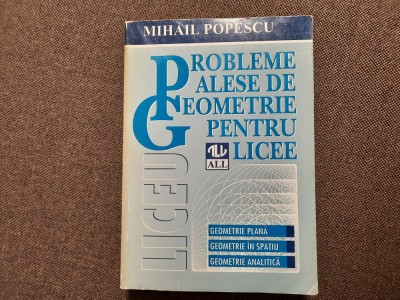 MIHAIL POPESCU
PROBLEME
ALESE DE
GEOMETRIE
PENTRU
LICEE
ALL
LICEU
GEOMETRIE PLANĂ
GEOMETRIE ÎN SPAȚIU
GEOMETRIE ANALITICĂ